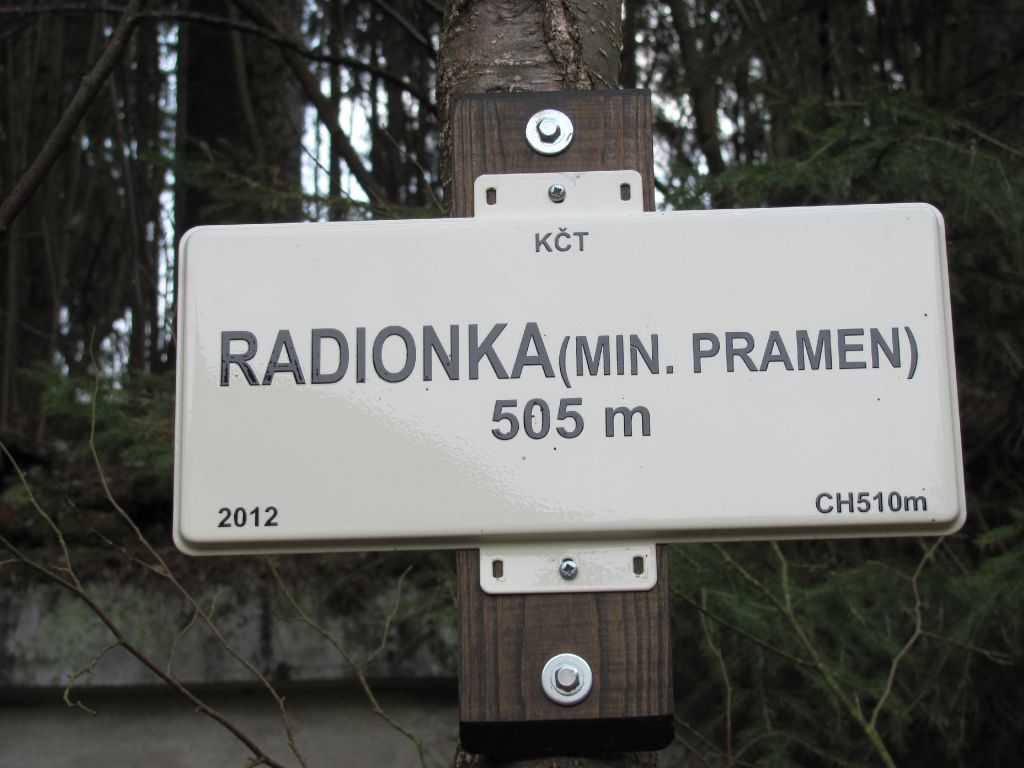 KČT
RADIONKA (MIN. PRAMEN)
505 m
2012
CH510m